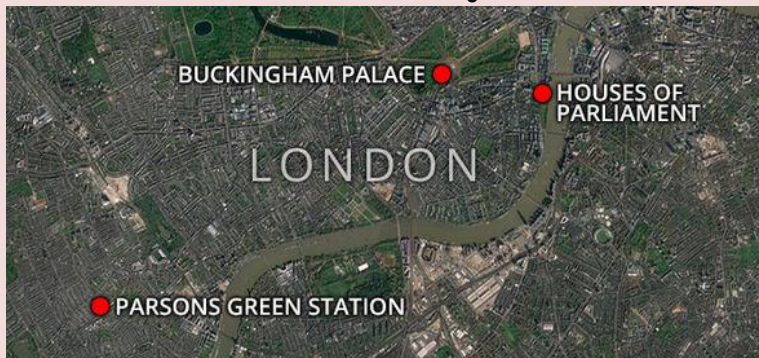 BUCKINGHAM PALACE
HOUSES OF
PARLIAMENT
LONDON
PARSONS GREEN STATION